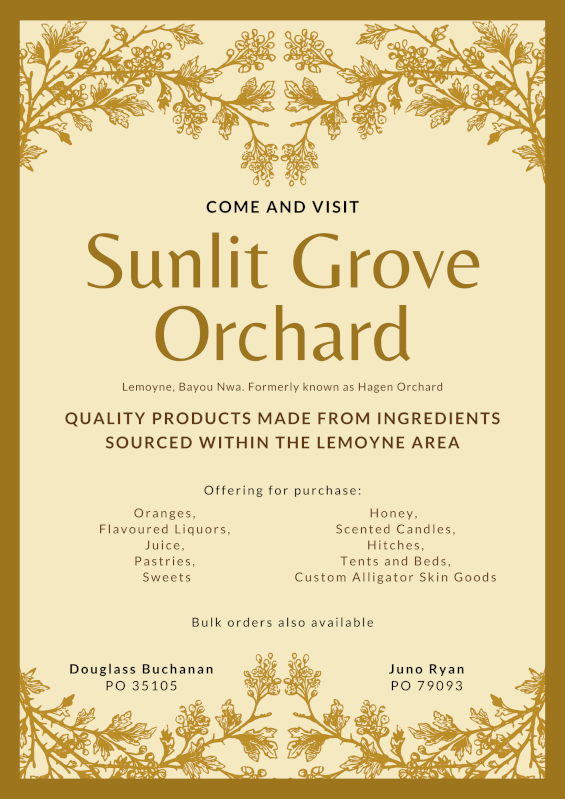 COME AND VISIT
Sunlit Grove
Orchard
Lemoyne, Bayou Nwa. Formerly known as Hagen Orchard
QUALITY PRODUCTS MADE FROM INGREDIENTS
SOURCED WITHIN THE LEMOYNE AREA
Offering for purchase:
Oranges,
Flavoured Liquors,
Juice,
Pastries,
Sweets
Honey,
Scented Candles,
Hitches,
Tents and Beds,
Custom Alligator Skin Goods
Bulk orders also available
Douglass Buchanan
PO 35105
Juno Ryan
PO 79093